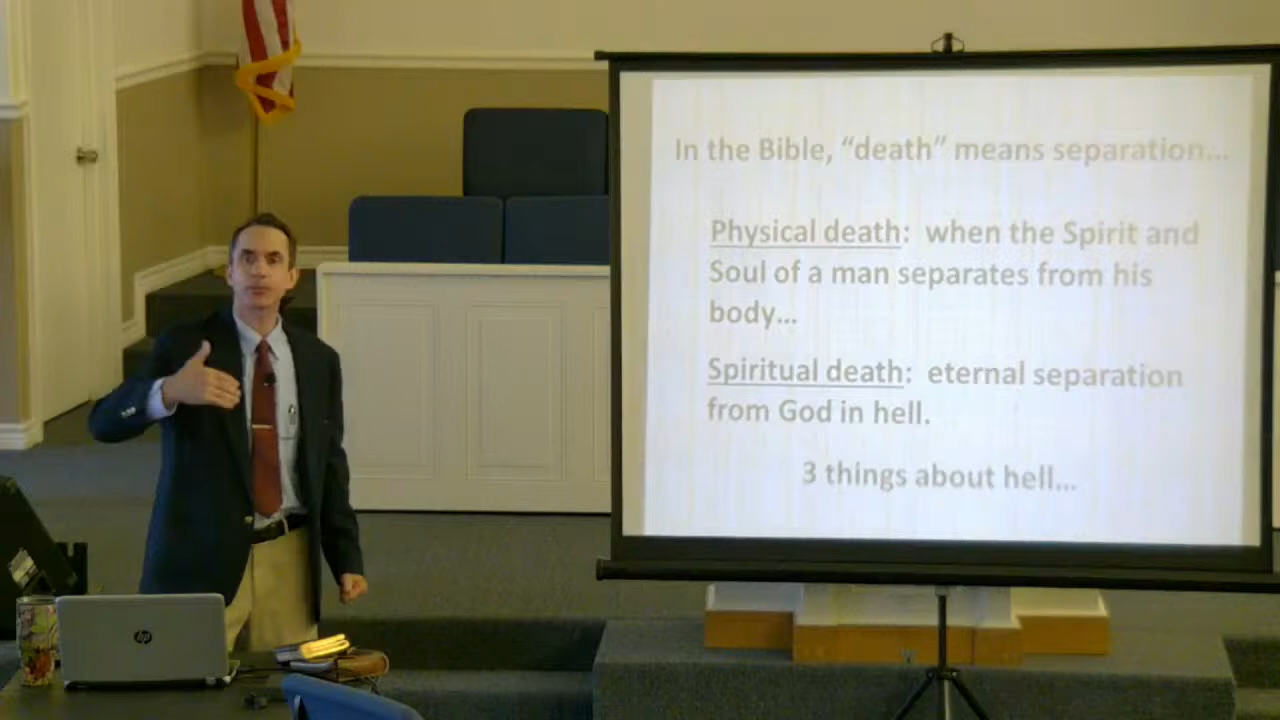 In the Bible, “death” means separation...
Physical death:  when the Spirit and
Soul of a man separates from his
body...
Spiritual death:  eternal separation
from God in hell.
3 things about hell...
hp